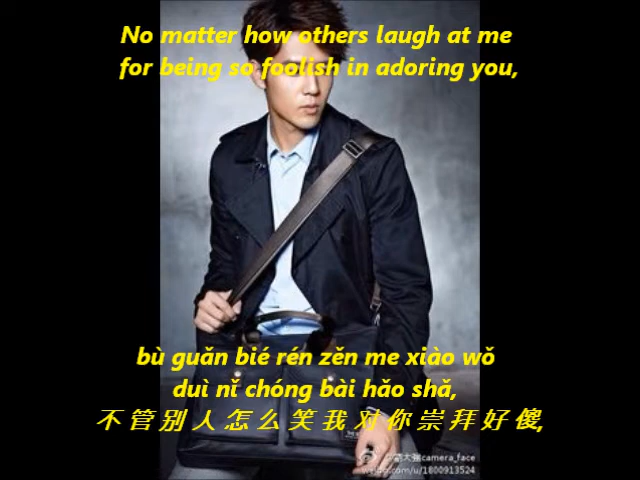 No matter how others laugh at me
for being so foolish in adoring you,
bù guǎn bié rén zěn me xiào wǒ
duì nǐ chóng bài hǎo shǎ,
不管别人怎么笑我对你崇拜好傻,
camera_face
weibo.com/u/1800913524